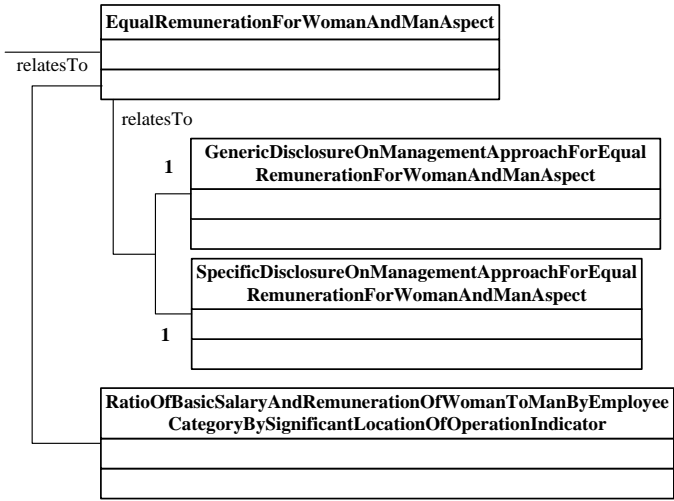 EqualRemunerationForWomanAndManAspect
relatesTo
relatesTo
1
GenericDisclosureOnManagementApproachForEqual
RemunerationForWomanAndManAspect
SpecificDisclosureOnManagementApproachForEqual
RemunerationForWomanAndManAspect
1
RatioOfBasicSalaryAndRemunerationOfWomanToManByEmployee
CategoryBySignificantLocationOfOperationIndicator